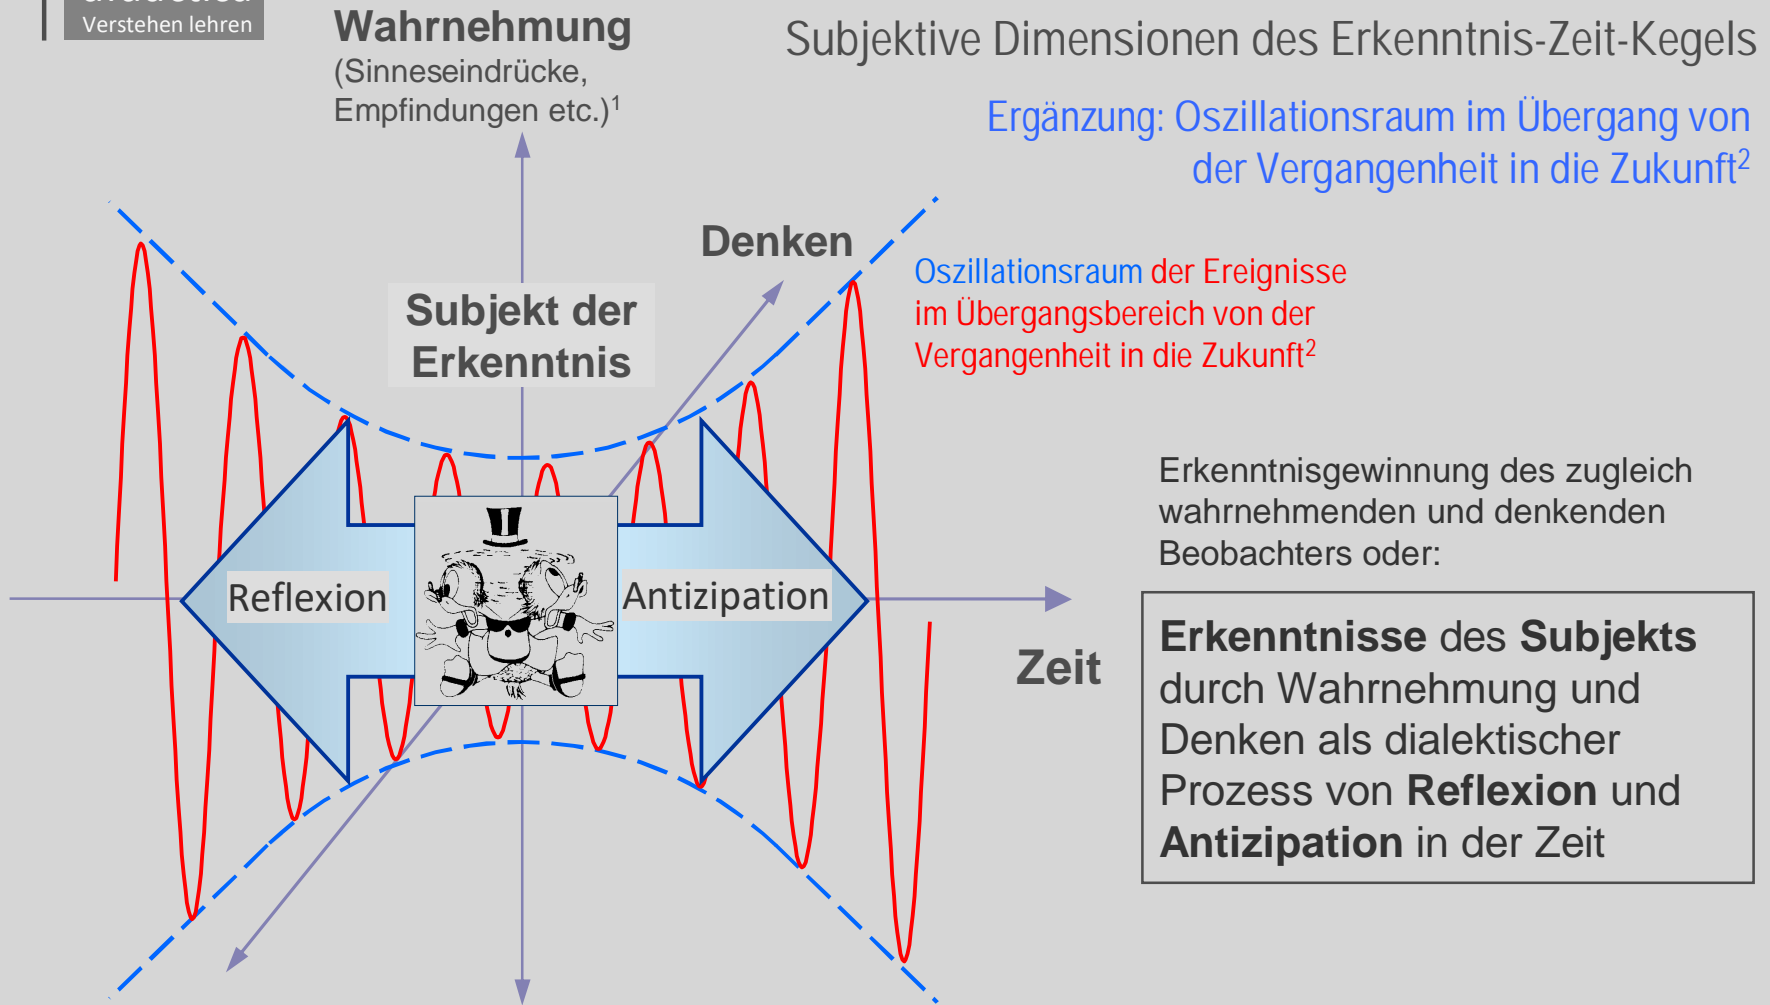 Verstehen lehren
Wahrnehmung
(Sinneseindrücke,
Empfindungen etc.)¹
Subjektive Dimensionen des Erkenntnis-Zeit-Kegels
Ergänzung: Oszillationsraum im Übergang von
der Vergangenheit in die Zukunft²
Denken
Subjekt der
Erkenntnis
Oszillationsraum der Ereignisse
im Übergangsbereich von der
Vergangenheit in die Zukunft²
Reflexion
Antizipation
Zeit
Erkenntnisgewinnung des zugleich
wahrnehmenden und denkenden
Beobachters oder:
Erkenntnisse des Subjekts
durch Wahrnehmung und
Denken als dialektischer
Prozess von Reflexion und
Antizipation in der Zeit